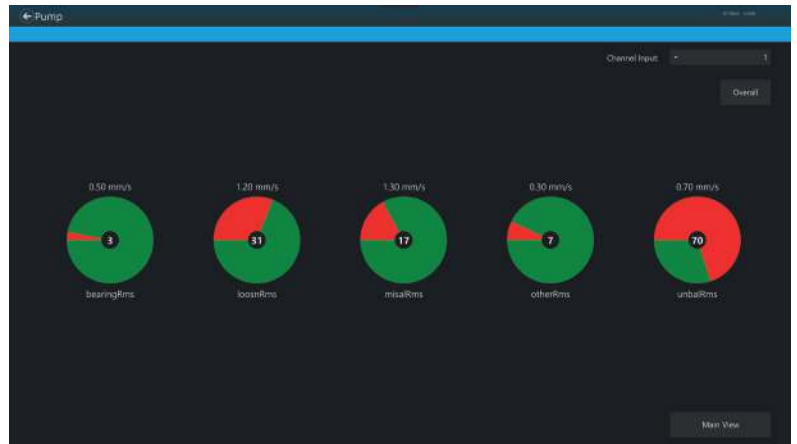 Pump
Channel Input
1
Overall
0.50 mm/s
1.20 mm/s
1.30 mm/s
0.30 mm/s
0.70 mm/s
3
31
17
7
70
bearingRms
loosnRms
misalRms
otherRms
unbalRms
Main View